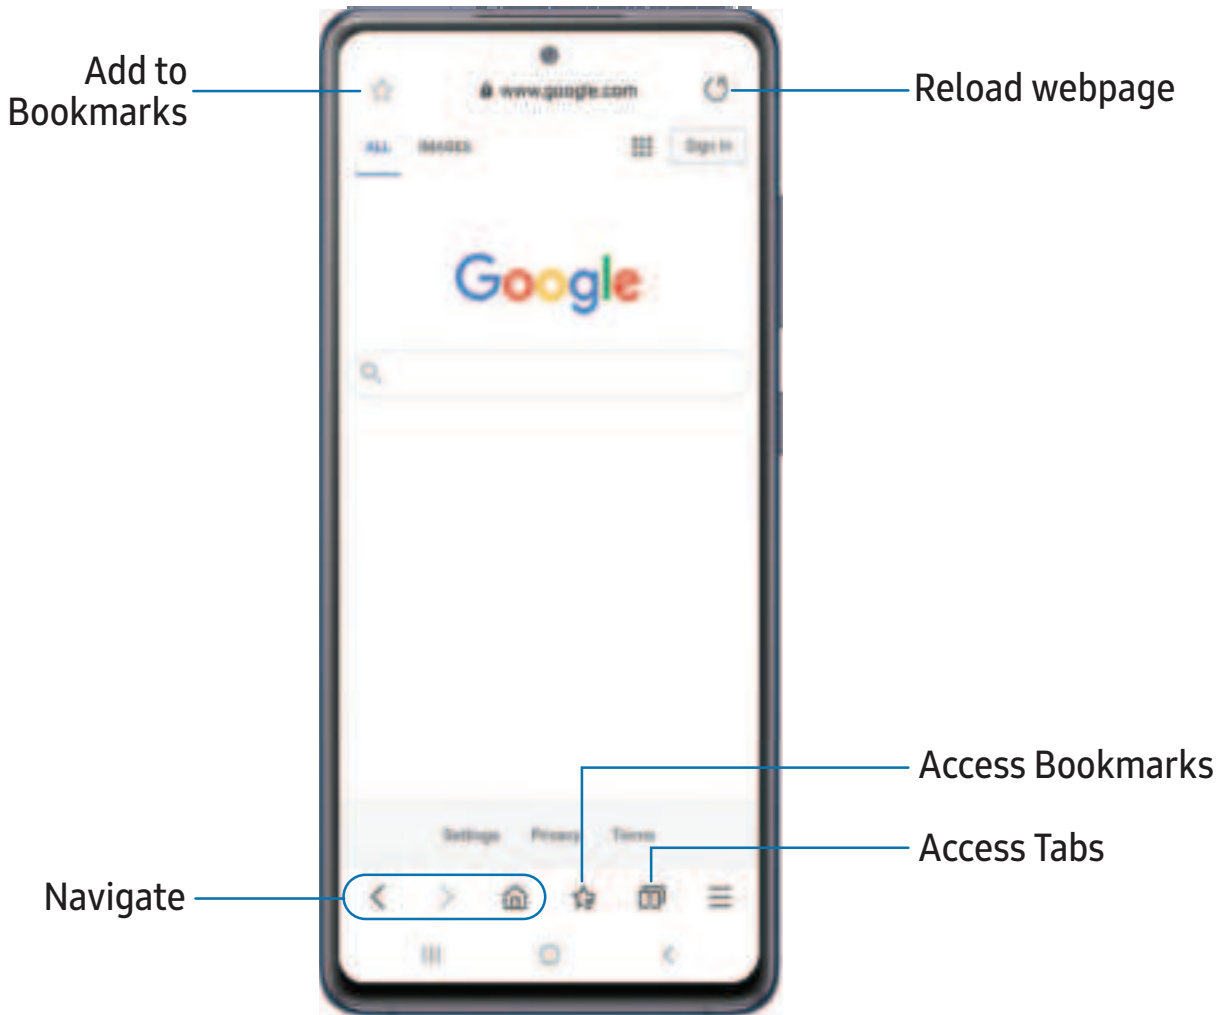 Add to
Bookmarks
www.google.com
Reload webpage
ALL IMAGES
Sign in
Google
Access Bookmarks
Settings Privacy Terms
Access Tabs
Navigate